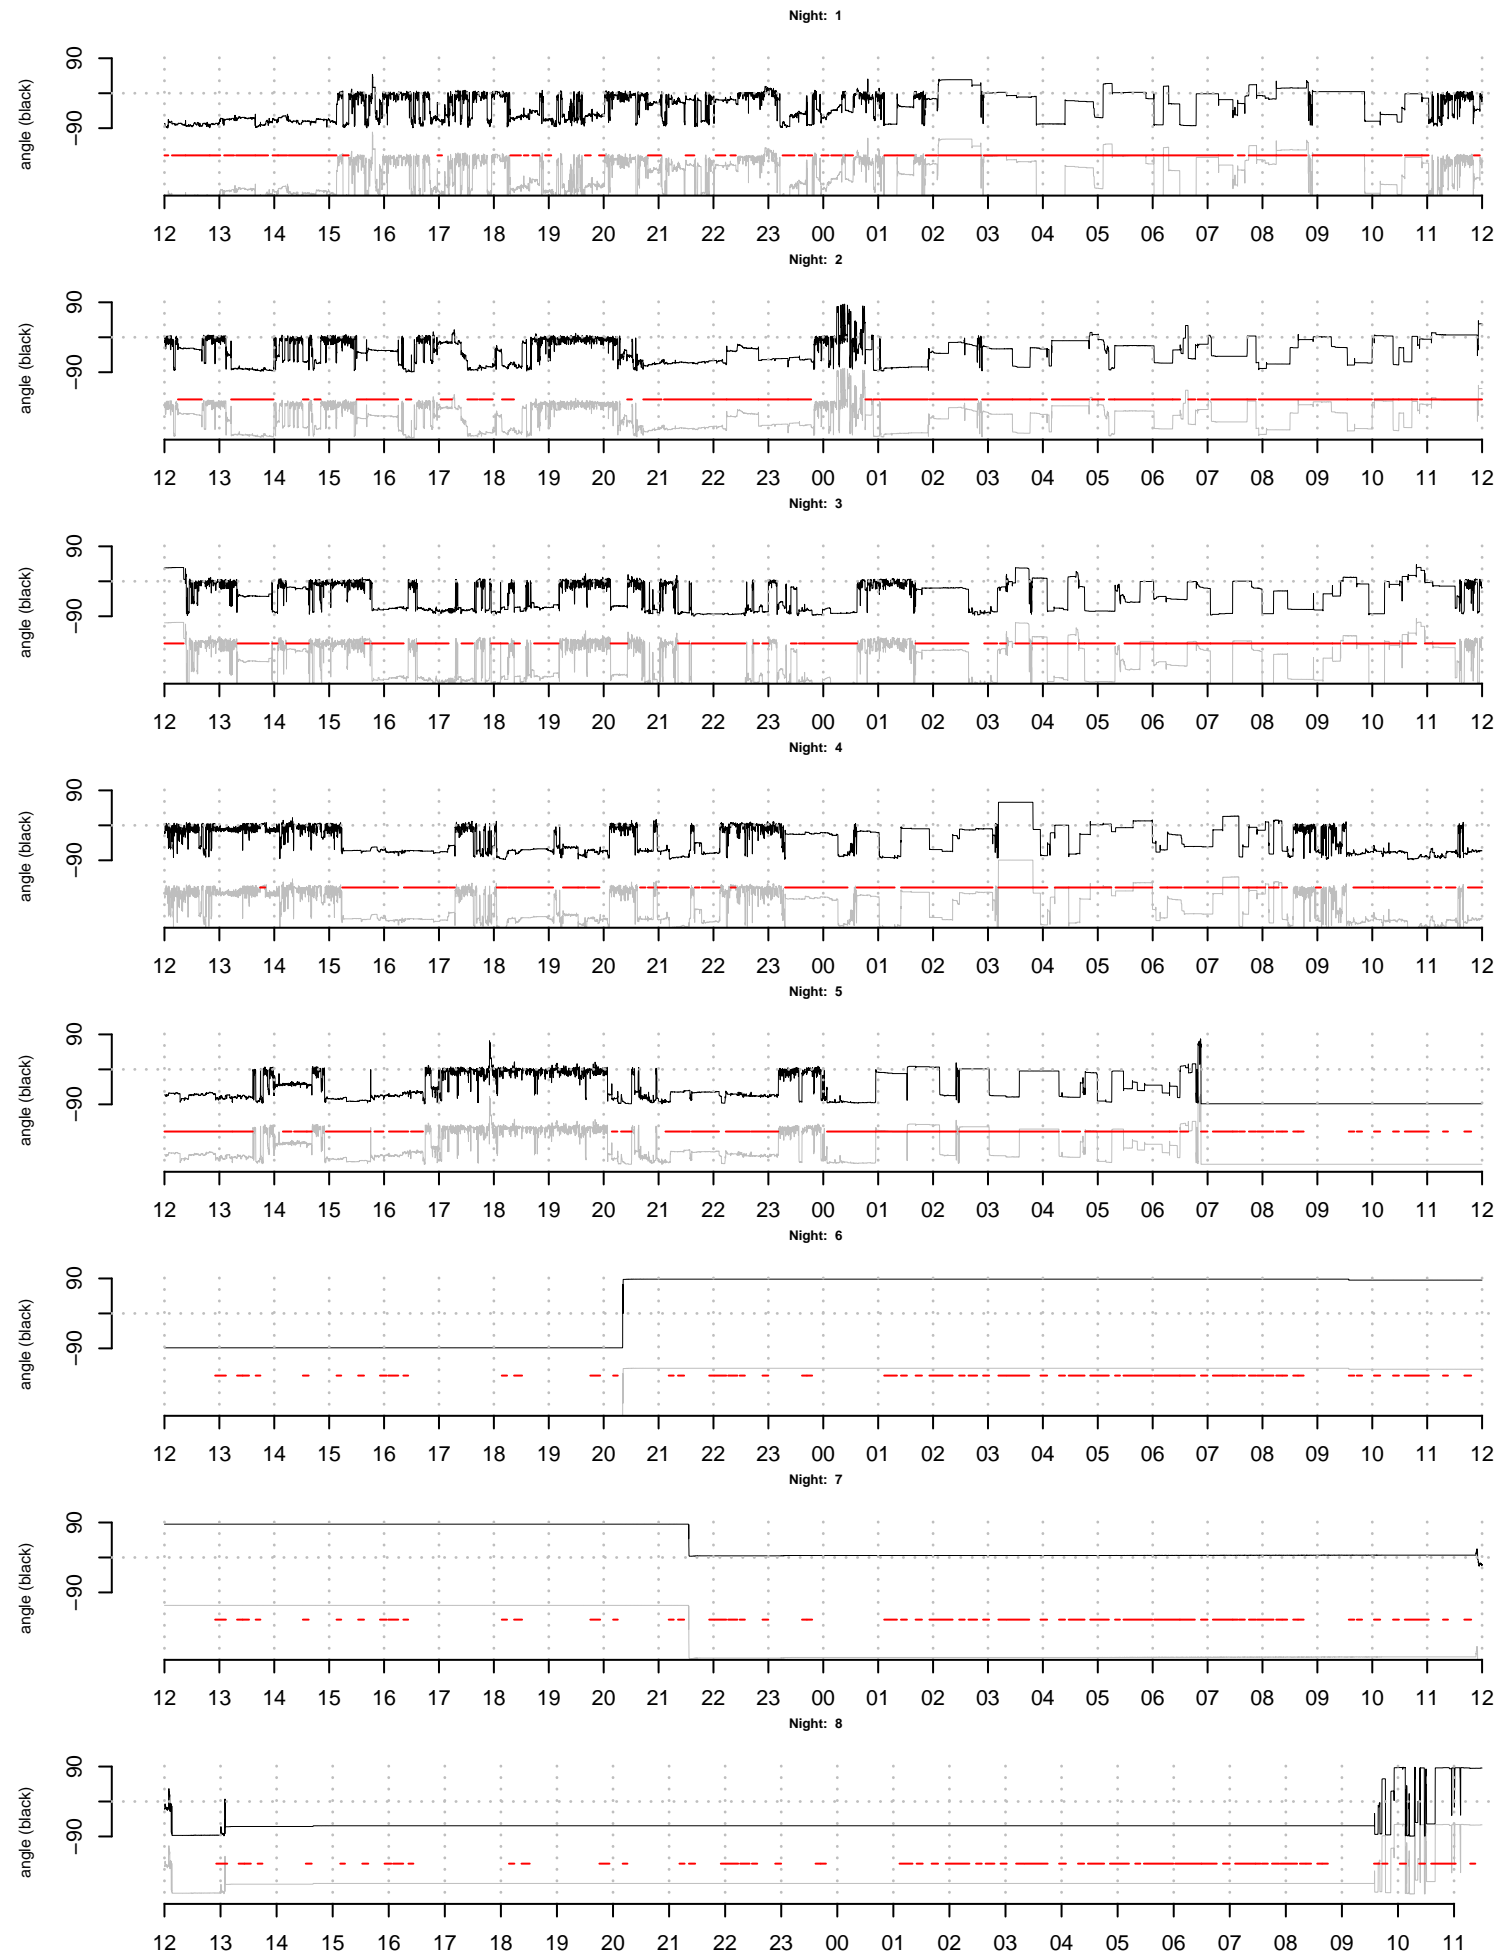 Night: 1
90
-90
angle (black)
12 13 14 15 16 17 18 19 20 21 22 23 00 01 02 03 04 05 06 07 08 09 10 11 12
Night: 2
90
-90
angle (black)
12 13 14 15 16 17 18 19 20 21 22 23 00 01 02 03 04 05 06 07 08 09 10 11 12
Night: 3
90
-90
angle (black)
12 13 14 15 16 17 18 19 20 21 22 23 00 01 02 03 04 05 06 07 08 09 10 11 12
Night: 4
90
-90
angle (black)
12 13 14 15 16 17 18 19 20 21 22 23 00 01 02 03 04 05 06 07 08 09 10 11 12
Night: 5
90
-90
angle (black)
12 13 14 15 16 17 18 19 20 21 22 23 00 01 02 03 04 05 06 07 08 09 10 11 12
Night: 6
90
-90
angle (black)
12 13 14 15 16 17 18 19 20 21 22 23 00 01 02 03 04 05 06 07 08 09 10 11 12
Night: 7
90
-90
angle (black)
12 13 14 15 16 17 18 19 20 21 22 23 00 01 02 03 04 05 06 07 08 09 10 11 12
Night: 8
90
-90
angle (black)
12 13 14 15 16 17 18 19 20 21 22 23 00 01 02 03 04 05 06 07 08 09 10 11